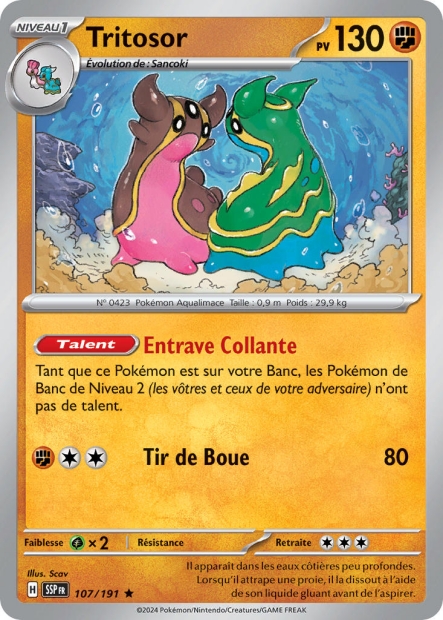 NIVEAU 1
Tritosor
PV 130
Évolution de : Sancoki
N° 0423 Pokémon Aqualimace Taille : 0,9 m Poids : 29,9 kg
Talent Entrave Collante
Tant que ce Pokémon est sur votre Banc, les Pokémon de
Banc de Niveau 2 (les vôtres et ceux de votre adversaire) n'ont
pas de talent.
Tir de Boue 80
Faiblesse ×2 Résistance Retraite
Illus. Scav
H SSP FR 107/191 ★
Il apparaît dans les eaux côtières peu profondes.
Lorsqu'il attrape une proie, il la dissout à l'aide
de son liquide gluant avant de l'aspirer.
©2024 Pokémon/Nintendo/Creatures/GAME FREAK